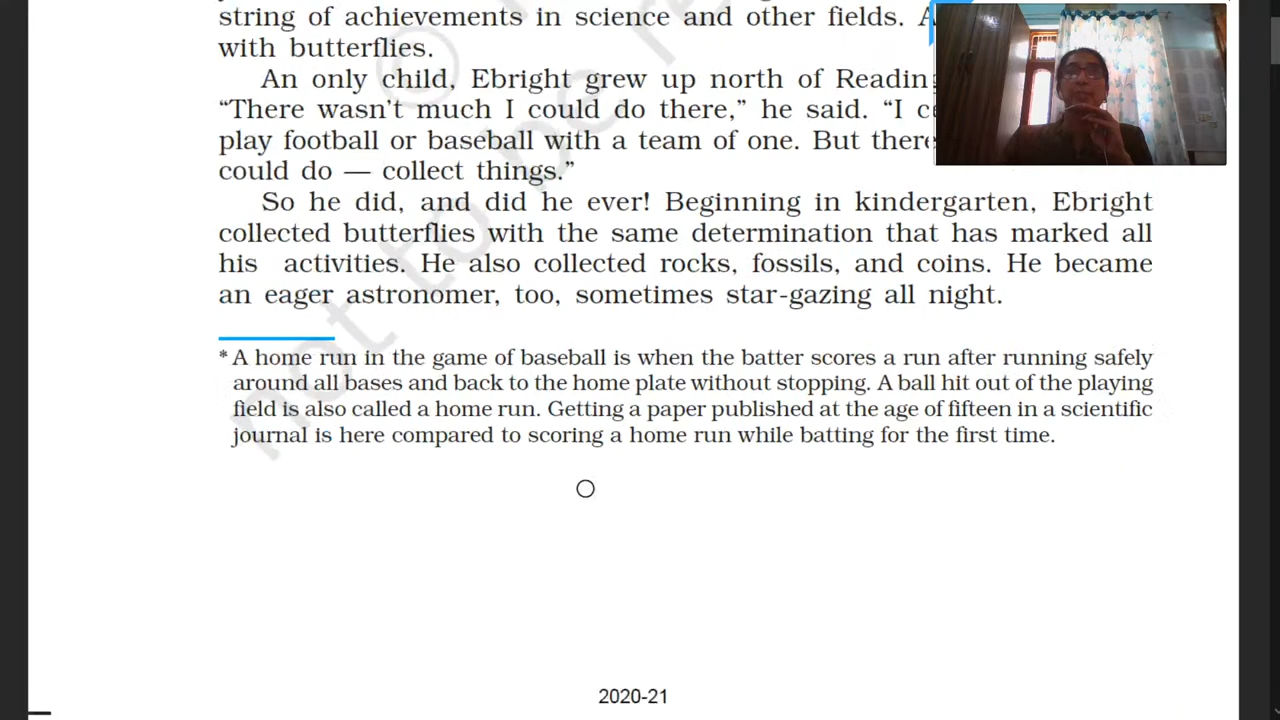 string of achievements in science and other fields.
with butterflies.
An only child, Ebright grew up north of
“There wasn’t much I could do there,” he said. “I
play football or baseball with a team of one. But
could do — collect things.”
So he did, and did he ever! Beginning in kindergarten, Ebright
collected butterflies with the same determination that has marked all
his activities. He also collected rocks, fossils, and coins. He became
an eager astronomer, too, sometimes star-gazing all night.
* A home run in the game of baseball is when the batter scores a run after running safely
around all bases and back to the home plate without stopping. A ball hit out of the playing
field is also called a home run. Getting a paper published at the age of fifteen in a scientific
journal is here compared to scoring a home run while batting for the first time.
not to be
2020-21